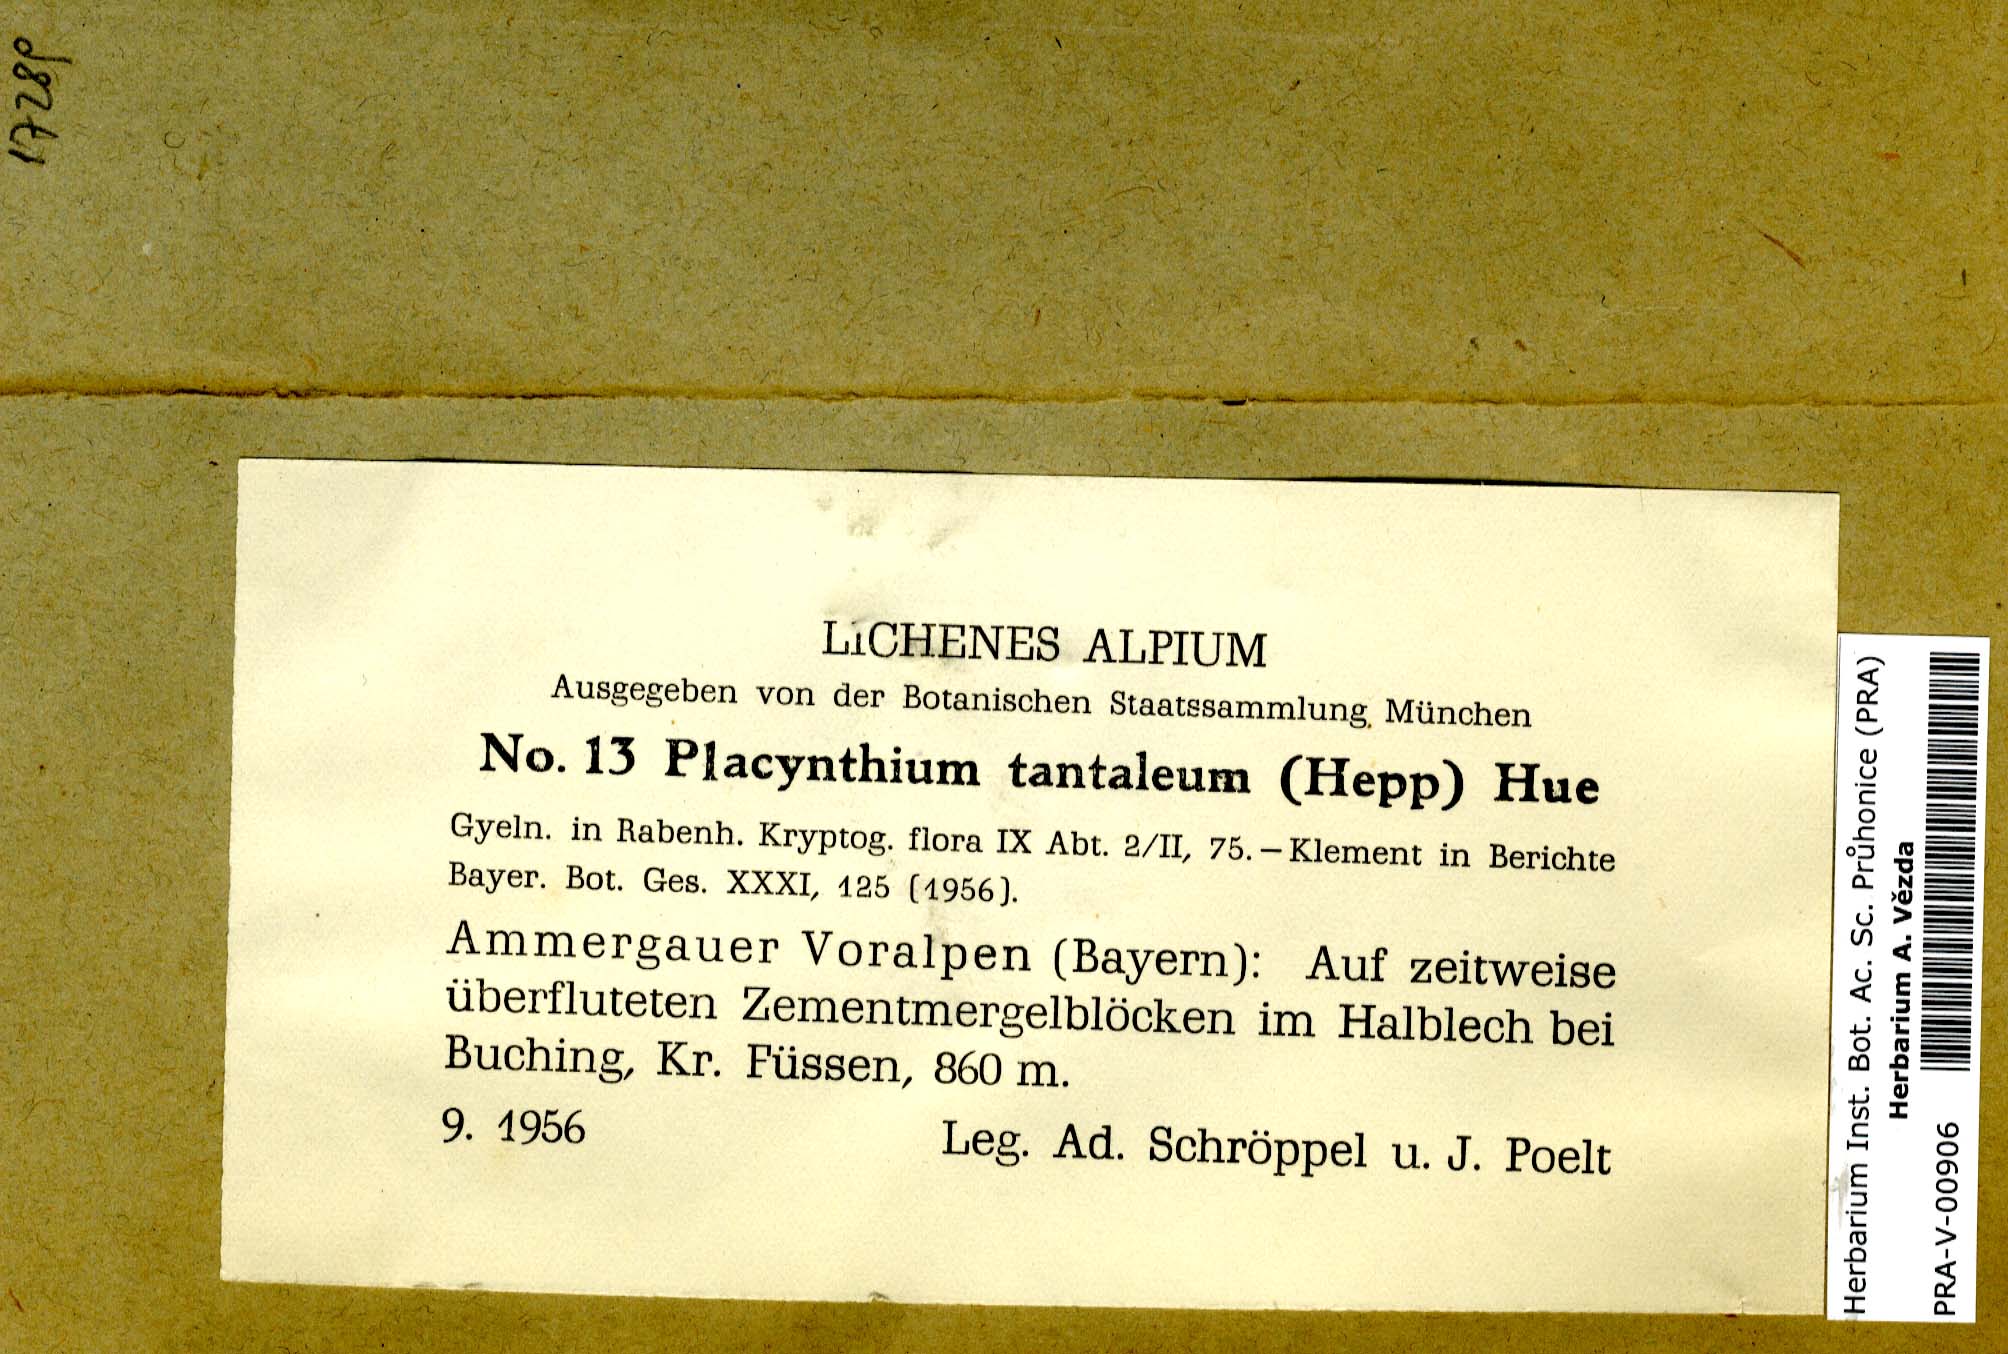 17289
LiCHENES ALPIUM
Ausgegeben von der Botanischen Staatssammlung München
No. 13 Placynthium tantaleum (Hepp) Hue
Gyeln. in Rabenh. Kryptog. flora IX Abt. 2/II, 75. — Klement in Berichte
Bayer. Bot. Ges. XXXI, 125 (1956).
Ammergauer Voralpen (Bayern): Auf zeitweise
überfluteten Zementmergelblöcken im Halblech bei
Buching, Kr. Füssen, 860 m.
9. 1956 Leg. Ad. Schröppel u. J. Poelt
Herbarium Inst. Bot. Ac. Sc. Průhonice (PRA)
Herbarium A. Vězda
PRA-V-00906